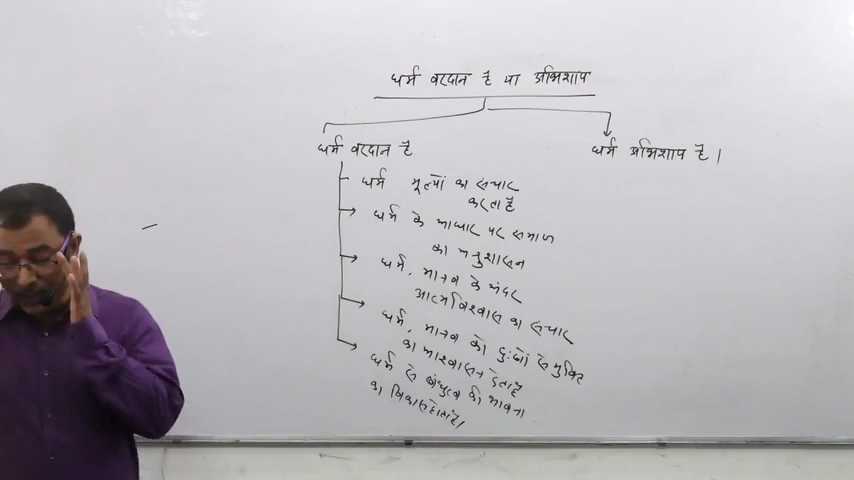 धर्म वरदान है या अभिशाप
धर्म वरदान है
धर्म अभिशाप है।
धर्म मूल्यों का संचार
करता है
धर्म के आधार पर समाज
का अनुशासन
धर्म, मानव के अंदर
आत्मविश्वास का संचार
धर्म, मानव को दुःखों से मुक्ति
का आश्वासन देता है
धर्म से बंधुत्व की भावना
का विकास होता है।